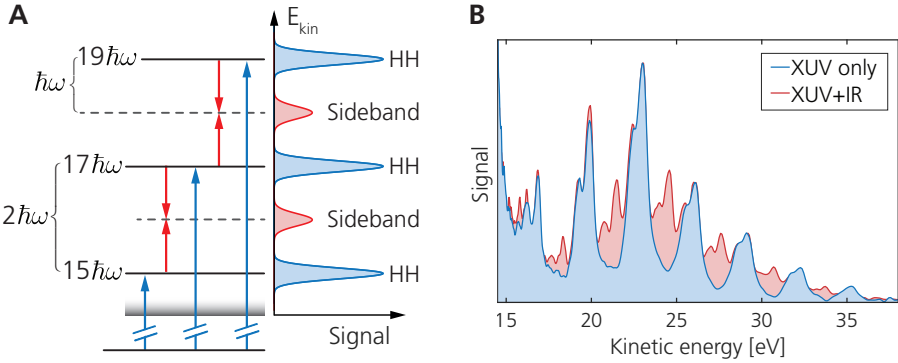 A
E_kin
19ħω
HH
ħω
Sideband
17ħω
HH
2ħω
Sideband
15ħω
HH
Signal
B
XUV only
XUV+IR
Signal
15
20
25
30
35
Kinetic energy [eV]